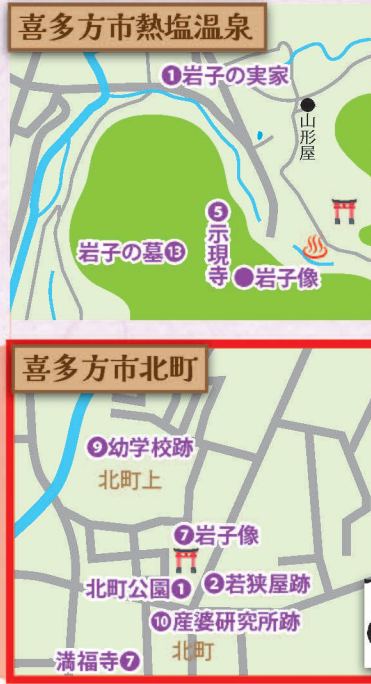 喜多方市熱塩温泉
❶岩子の実家
●山形屋
❺示現寺
岩子の墓⓭
●岩子像
喜多方市北町
❾幼学校跡
北町上
❼岩子像
北町公園❶
❷若狭屋跡
❿産婆研究所跡
北町
満福寺❼